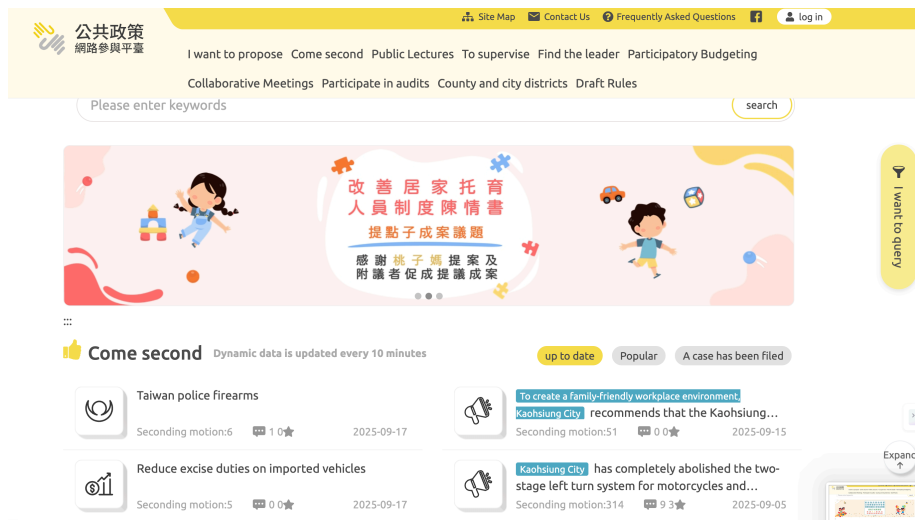 公共政策
網路參與平臺
Site Map Contact Us Frequently Asked Questions log in
I want to propose Come second Public Lectures To supervise Find the leader Participatory Budgeting
Collaborative Meetings Participate in audits County and city districts Draft Rules
Please enter keywords search
改善居家托育
人員制度陳情書
提點子成案議題
感謝桃子媽提案及
附議者促成提議成案
I want to query
:::
Come second Dynamic data is updated every 10 minutes
up to date Popular A case has been filed
Taiwan police firearms
Seconding motion:6 1 0 2025-09-17
To create a family-friendly workplace environment,
Kaohsiung City recommends that the Kaohsiung...
Seconding motion:51 0 0 2025-09-15
Reduce excise duties on imported vehicles
Seconding motion:5 0 0 2025-09-17
Kaohsiung City has completely abolished the two-
stage left turn system for motorcycles and...
Seconding motion:314 9 3 2025-09-05
Expand